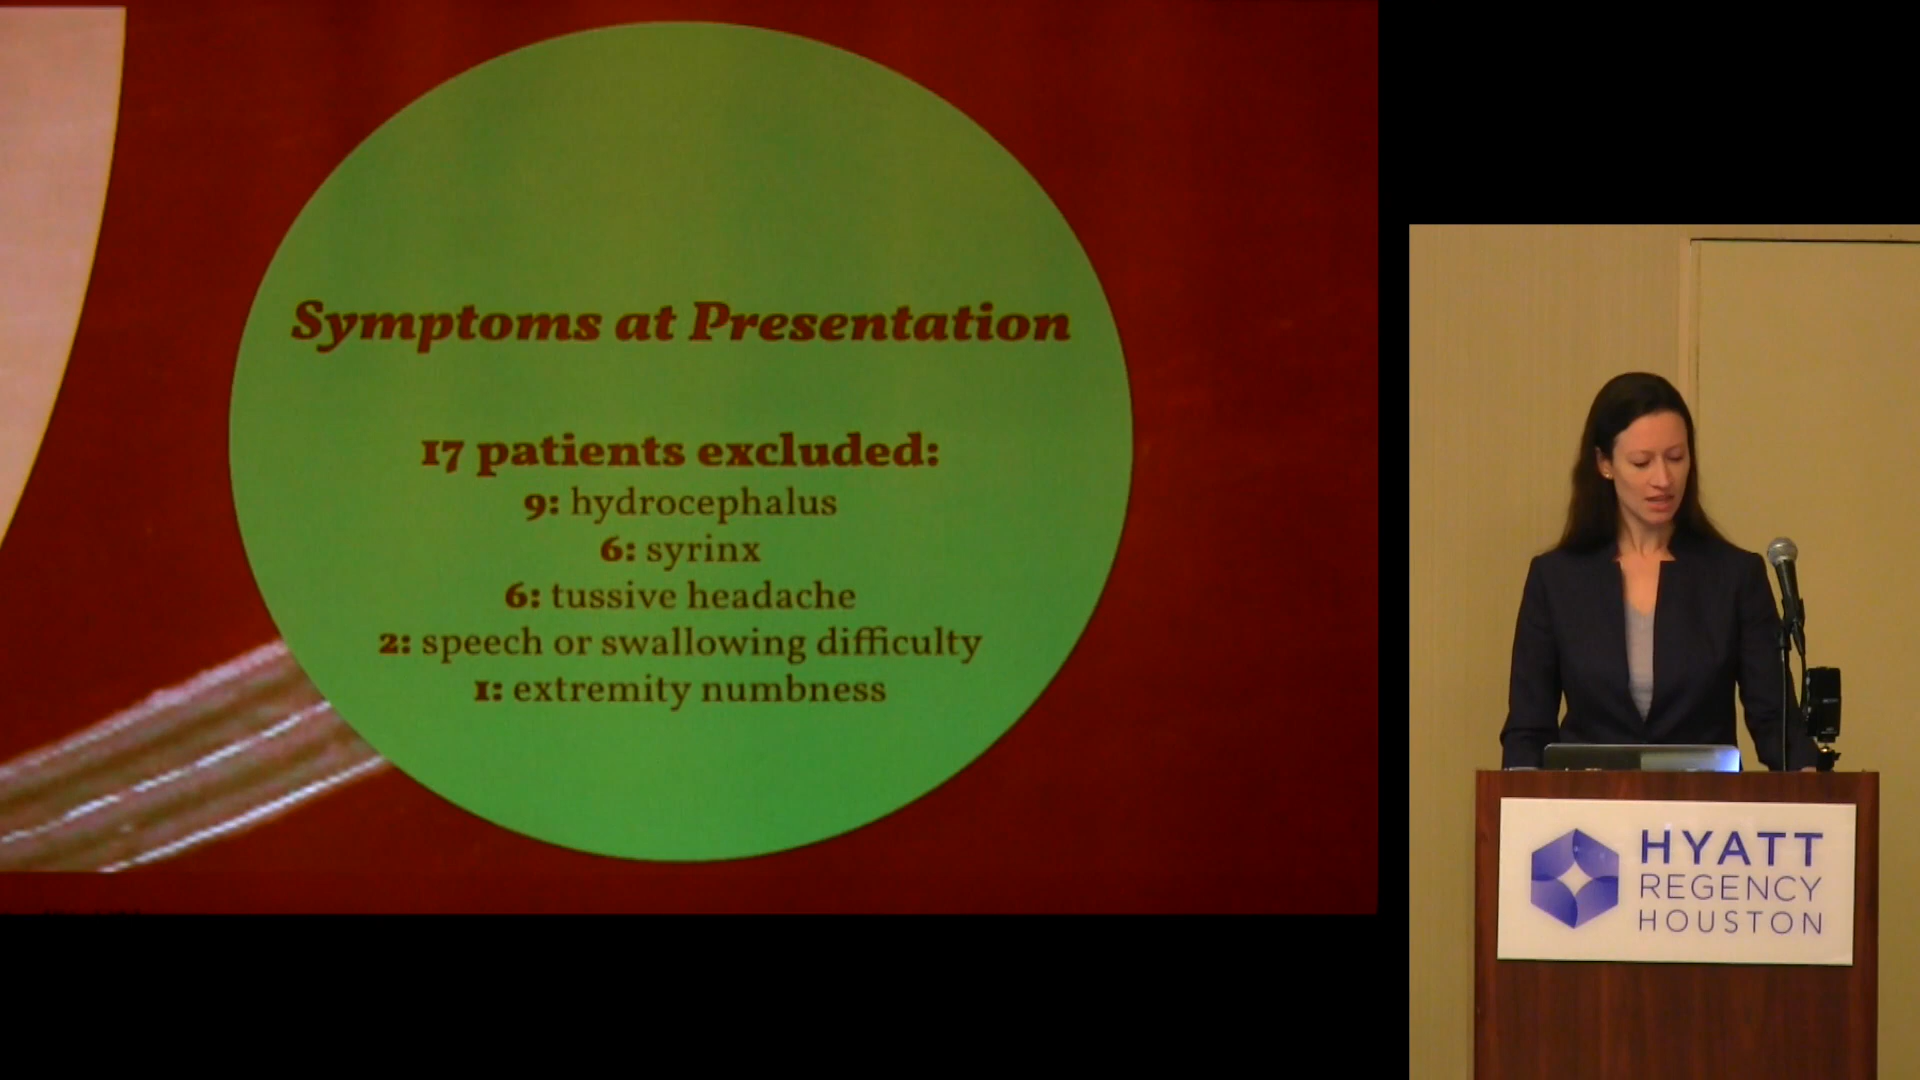 Symptoms at Presentation
17 patients excluded:
9: hydrocephalus
6: syrinx
6: tussive headache
2: speech or swallowing difficulty
1: extremity numbness
HYATT
REGENCY
HOUSTON